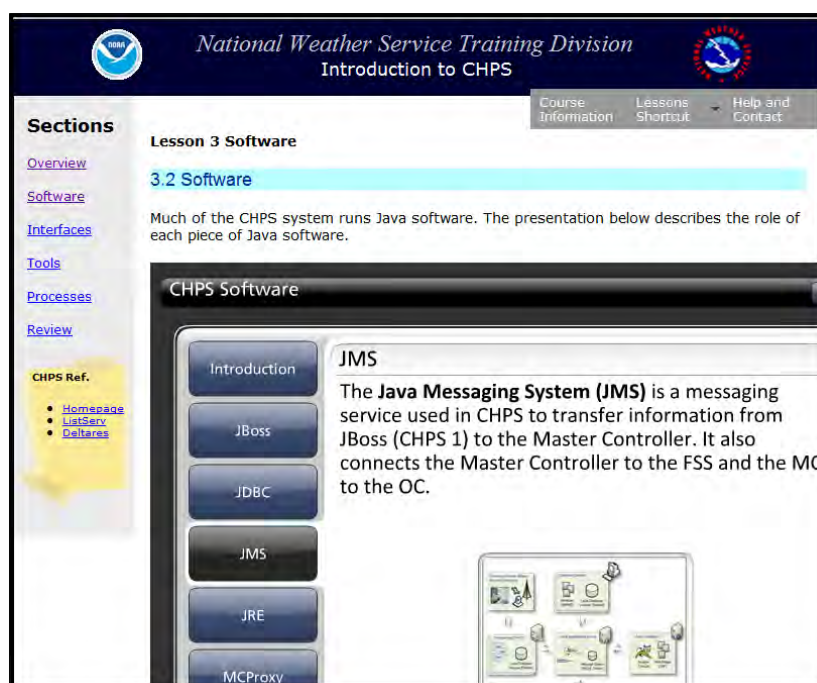 NOAA
National Weather Service Training Division
Introduction to CHPS
Course Information
Lessons Shortcut
Help and Contact
Sections
Overview
Software
Interfaces
Tools
Processes
Review
CHPS Ref.
Homepage
ListServ
Deltares
Lesson 3 Software
3.2 Software
Much of the CHPS system runs Java software. The presentation below describes the role of
each piece of Java software.
CHPS Software
Introduction
JBoss
JDBC
JMS
JRE
MCProxy
JMS
The Java Messaging System (JMS) is a messaging
service used in CHPS to transfer information from
JBoss (CHPS 1) to the Master Controller. It also
connects the Master Controller to the FSS and the MC
to the OC.